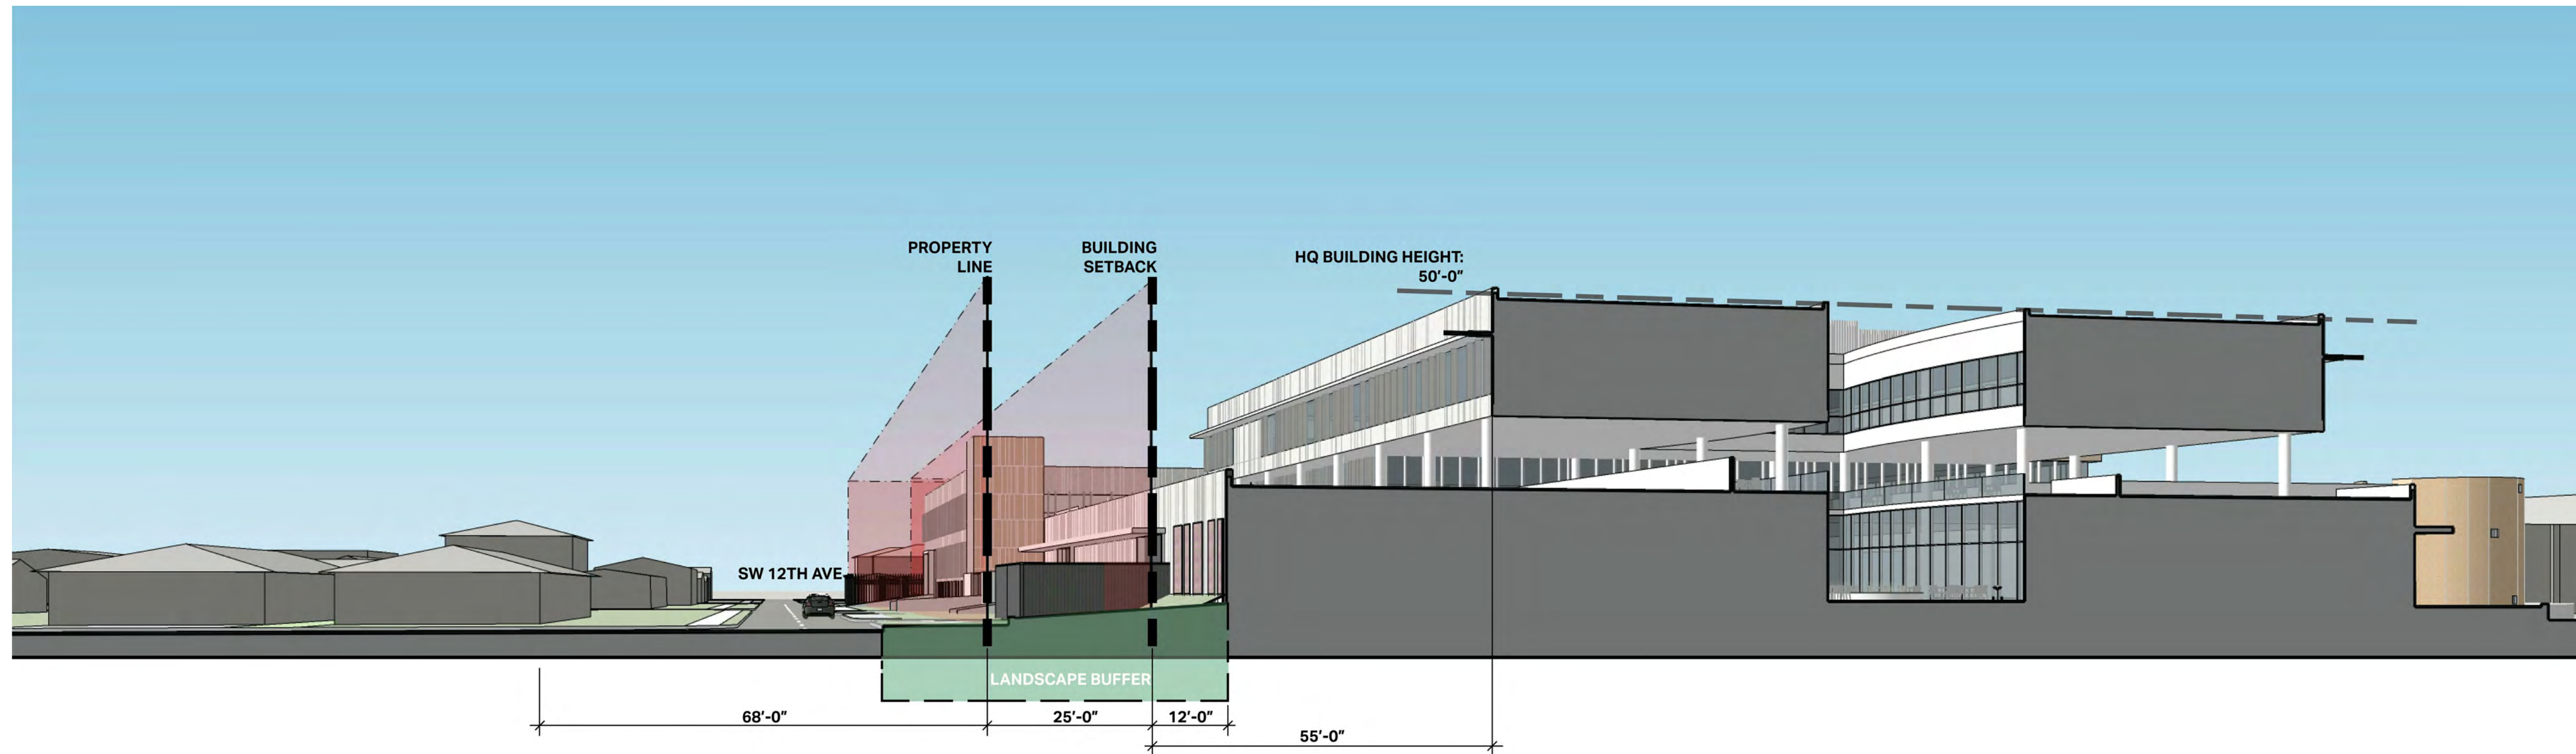 PROPERTY
LINE
BUILDING
SETBACK
HQ BUILDING HEIGHT:
50'-0"
SW 12TH AVE
LANDSCAPE BUFFER
68'-0"
25'-0"
12'-0"
55'-0"